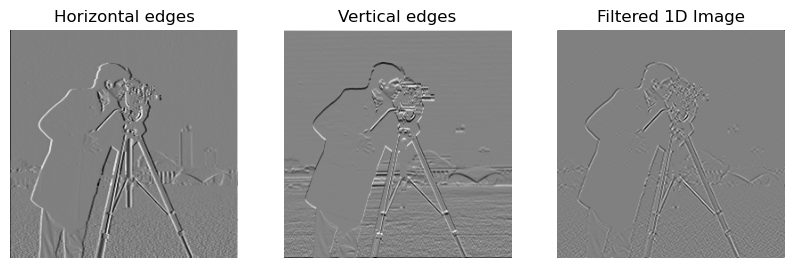 Horizontal edges
Vertical edges
Filtered 1D Image